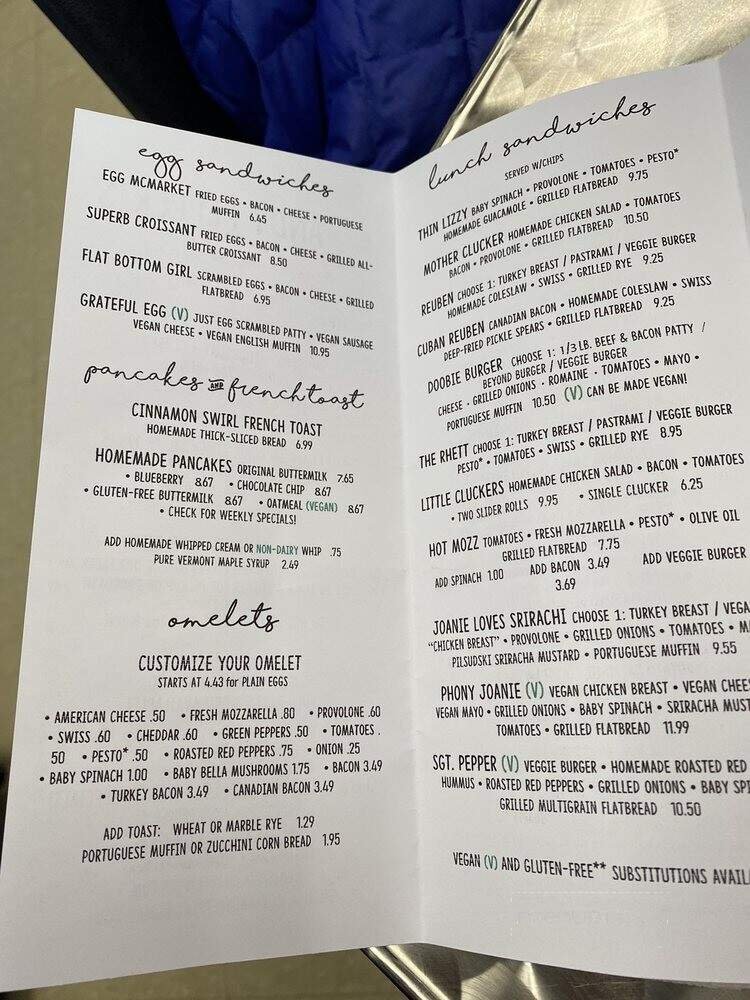 egg sandwiches
EGG MCMARKET FRIED EGGS • BACON • CHEESE • PORTUGUESE
MUFFIN 6.45
SUPERB CROISSANT FRIED EGGS • BACON • CHEESE • GRILLED ALL-
BUTTER CROISSANT 8.50
FLAT BOTTOM GIRL SCRAMBLED EGGS • BACON • CHEESE • GRILLED
FLATBREAD 6.95
GRATEFUL EGG (V) JUST EGG SCRAMBLED PATTY • VEGAN SAUSAGE
VEGAN CHEESE • VEGAN ENGLISH MUFFIN 10.95
pancakes AND french toast
CINNAMON SWIRL FRENCH TOAST
HOMEMADE THICK-SLICED BREAD 6.99
HOMEMADE PANCAKES ORIGINAL BUTTERMILK 7.65
• BLUEBERRY 8.67 • CHOCOLATE CHIP 8.67
• GLUTEN-FREE BUTTERMILK 8.67 • OATMEAL (VEGAN) 8.67
• CHECK FOR WEEKLY SPECIALS!
ADD HOMEMADE WHIPPED CREAM OR NON-DAIRY WHIP .75
PURE VERMONT MAPLE SYRUP 2.49
omelets
CUSTOMIZE YOUR OMELET
STARTS AT 4.43 for PLAIN EGGS
• AMERICAN CHEESE .50 • FRESH MOZZARELLA .80 • PROVOLONE .60
• SWISS .60 • CHEDDAR .60 • GREEN PEPPERS .50 • TOMATOES .
50 • PESTO* .50 • ROASTED RED PEPPERS .75 • ONION .25
• BABY SPINACH 1.00 • BABY BELLA MUSHROOMS 1.75 • BACON 3.49
• TURKEY BACON 3.49 • CANADIAN BACON 3.49
ADD TOAST: WHEAT OR MARBLE RYE 1.29
PORTUGUESE MUFFIN OR ZUCCHINI CORN BREAD 1.95
lunch sandwiches
SERVED W/CHIPS
THIN LIZZY BABY SPINACH • PROVOLONE • TOMATOES • PESTO*
HOMEMADE GUACAMOLE • GRILLED FLATBREAD 9.75
MOTHER CLUCKER HOMEMADE CHICKEN SALAD • TOMATOES
BACON • PROVOLONE • GRILLED FLATBREAD 10.50
REUBEN CHOOSE 1: TURKEY BREAST / PASTRAMI / VEGGIE BURGER
HOMEMADE COLESLAW • SWISS • GRILLED RYE 9.25
CUBAN REUBEN CANADIAN BACON • HOMEMADE COLESLAW • SWISS
DEEP-FRIED PICKLE SPEARS • GRILLED FLATBREAD 9.25
DOOBIE BURGER CHOOSE 1: 1/3 LB. BEEF & BACON PATTY /
BEYOND BURGER / VEGGIE BURGER
CHEESE • GRILLED ONIONS • ROMAINE • TOMATOES • MAYO •
PORTUGUESE MUFFIN 10.50 (V) CAN BE MADE VEGAN!
THE RHETT CHOOSE 1: TURKEY BREAST / PASTRAMI / VEGGIE BURGER
PESTO* • TOMATOES • SWISS • GRILLED RYE 8.95
LITTLE CLUCKERS HOMEMADE CHICKEN SALAD • BACON • TOMATOES
• TWO SLIDER ROLLS 9.95 • SINGLE CLUCKER 6.25
HOT MOZZ TOMATOES • FRESH MOZZARELLA • PESTO* • OLIVE OIL
GRILLED FLATBREAD 7.75
ADD SPINACH 1.00 ADD BACON 3.49 ADD VEGGIE BURGER
3.69
JOANIE LOVES SRIRACHI CHOOSE 1: TURKEY BREAST / VEGA
"CHICKEN BREAST" • PROVOLONE • GRILLED ONIONS • TOMATOES • M
PILSUDSKI SRIRACHA MUSTARD • PORTUGUESE MUFFIN 9.55
PHONY JOANIE (V) VEGAN CHICKEN BREAST • VEGAN CHEE
VEGAN MAYO • GRILLED ONIONS • BABY SPINACH • SRIRACHA MUST
TOMATOES • GRILLED FLATBREAD 11.99
SGT. PEPPER (V) VEGGIE BURGER • HOMEMADE ROASTED RED
HUMMUS • ROASTED RED PEPPERS • GRILLED ONIONS • BABY SPI
GRILLED MULTIGRAIN FLATBREAD 10.50
VEGAN (V) AND GLUTEN-FREE** SUBSTITUTIONS AVAIL